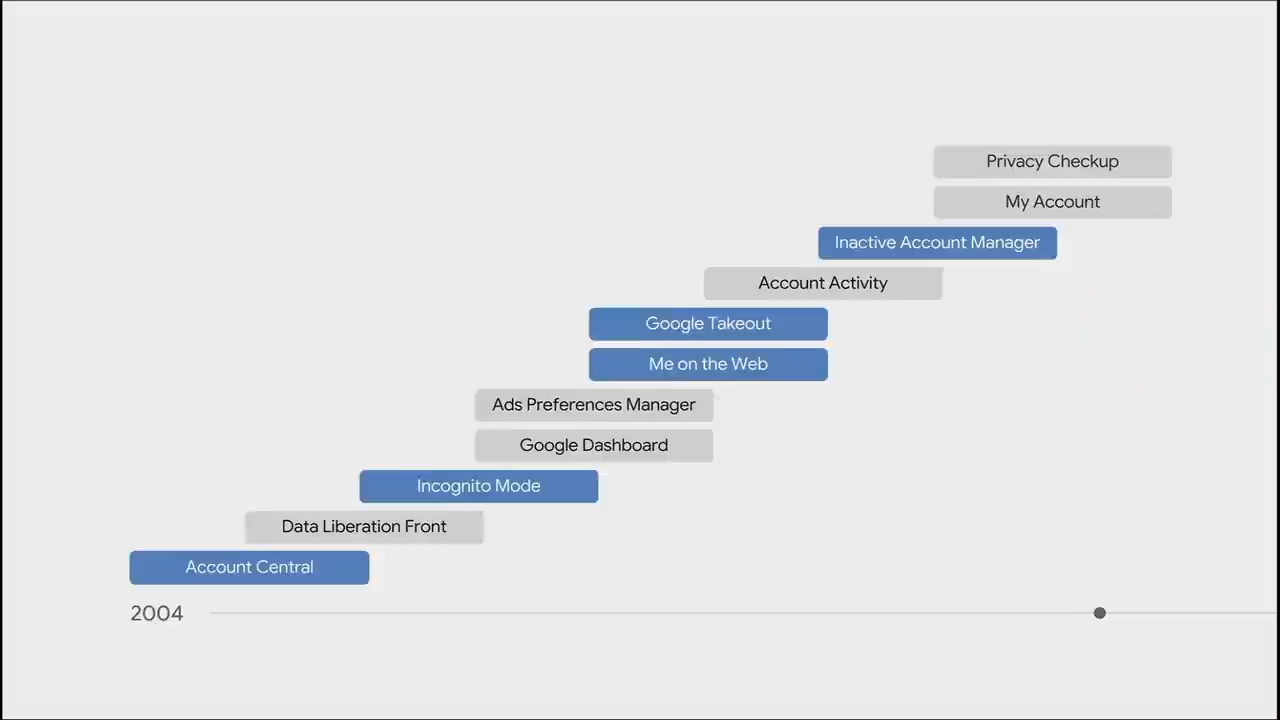 Privacy Checkup
My Account
Inactive Account Manager
Account Activity
Google Takeout
Me on the Web
Ads Preferences Manager
Google Dashboard
Incognito Mode
Data Liberation Front
Account Central
2004